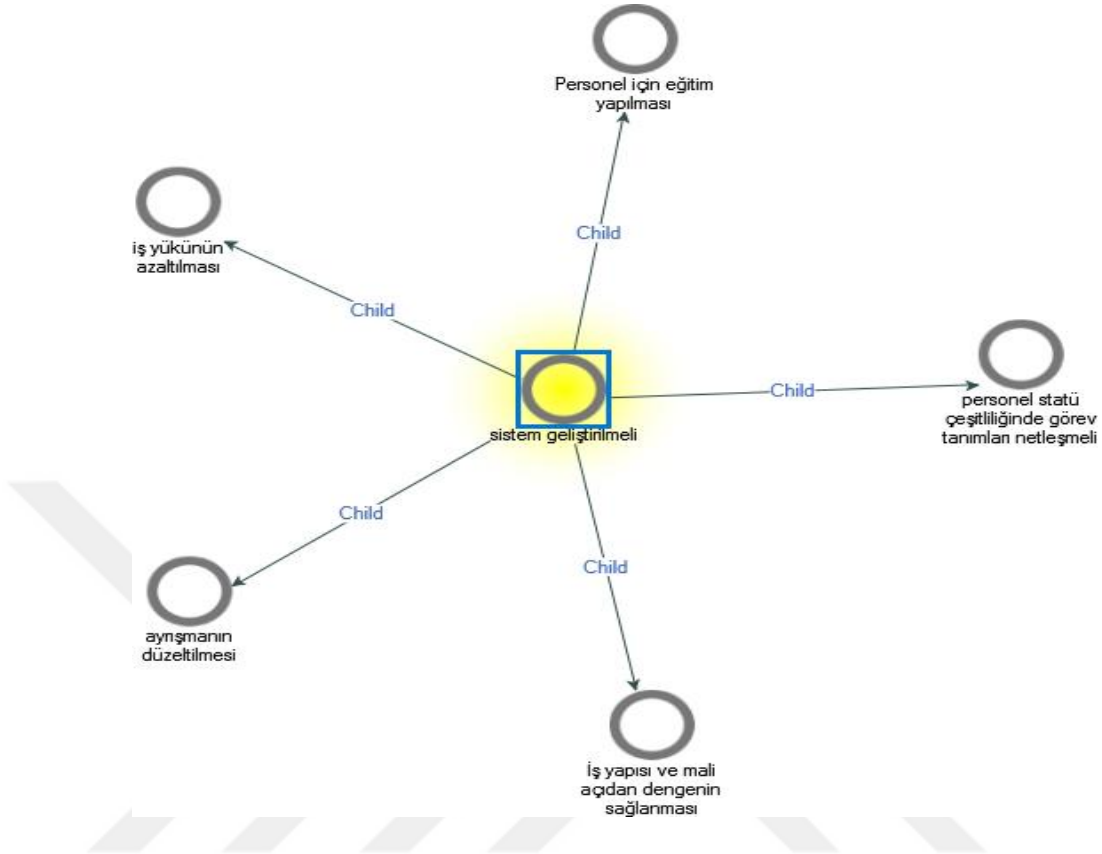 Personel için eğitim
yapılması
iş yükünün
azaltılması
Child
Child
Child
personel statü
çeşitliliğinde görev
tanımları netleşmeli
sistem geliştirilmeli
Child
Child
ayrışmanın
düzeltilmesi
İş yapısı ve mali
açıdan dengenin
sağlanması